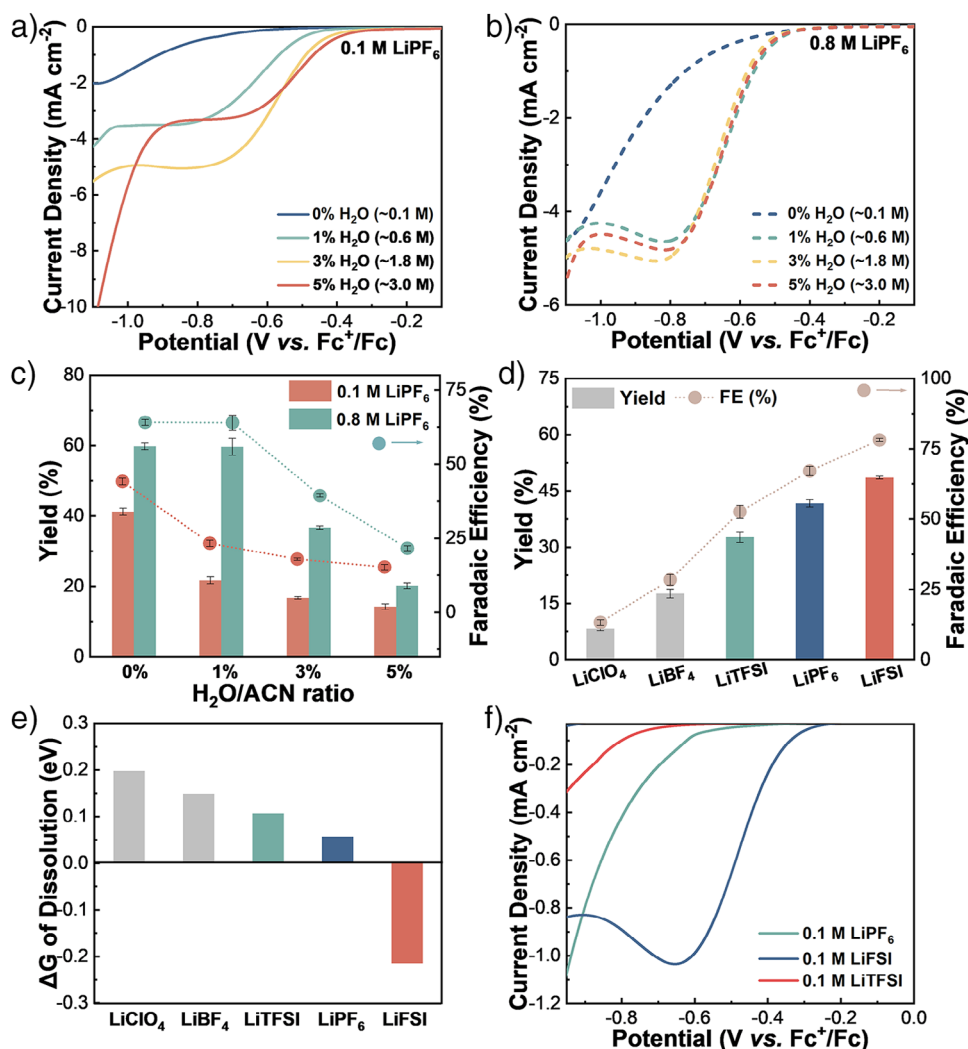 a)
0.1 M LiPF6
Current Density (mA cm-2)
0
-2
-4
-6
-8
-10
0% H2O (~0.1 M)
1% H2O (~0.6 M)
3% H2O (~1.8 M)
5% H2O (~3.0 M)
-1.0
-0.8
-0.6
-0.4
-0.2
Potential (V vs. Fc+/Fc)
b)
0.8 M LiPF6
Current Density (mA cm-2)
0
-2
-4
-6
0% H2O (~0.1 M)
1% H2O (~0.6 M)
3% H2O (~1.8 M)
5% H2O (~3.0 M)
-1.0
-0.8
-0.6
-0.4
-0.2
Potential (V vs. Fc+/Fc)
c)
Yield (%)
80
60
40
20
0
0.1 M LiPF6
0.8 M LiPF6
75
50
25
0
Faradaic Efficiency (%)
0%
1%
3%
5%
H2O/ACN ratio
d)
Yield (%)
75
60
45
30
15
0
Yield
FE (%)
100
75
50
25
0
Faradaic Efficiency (%)
LiClO4
LiBF4
LiTFSI
LiPF6
LiFSI
e)
ΔG of Dissolution (eV)
0.3
0.2
0.1
0.0
-0.1
-0.2
-0.3
LiClO4
LiBF4
LiTFSI
LiPF6
LiFSI
f)
Current Density (mA cm-2)
-0.2
-0.4
-0.6
-0.8
-1.0
-1.2
0.1 M LiPF6
0.1 M LiFSI
0.1 M LiTFSI
-0.8
-0.6
-0.4
-0.2
0.0
Potential (V vs. Fc+/Fc)